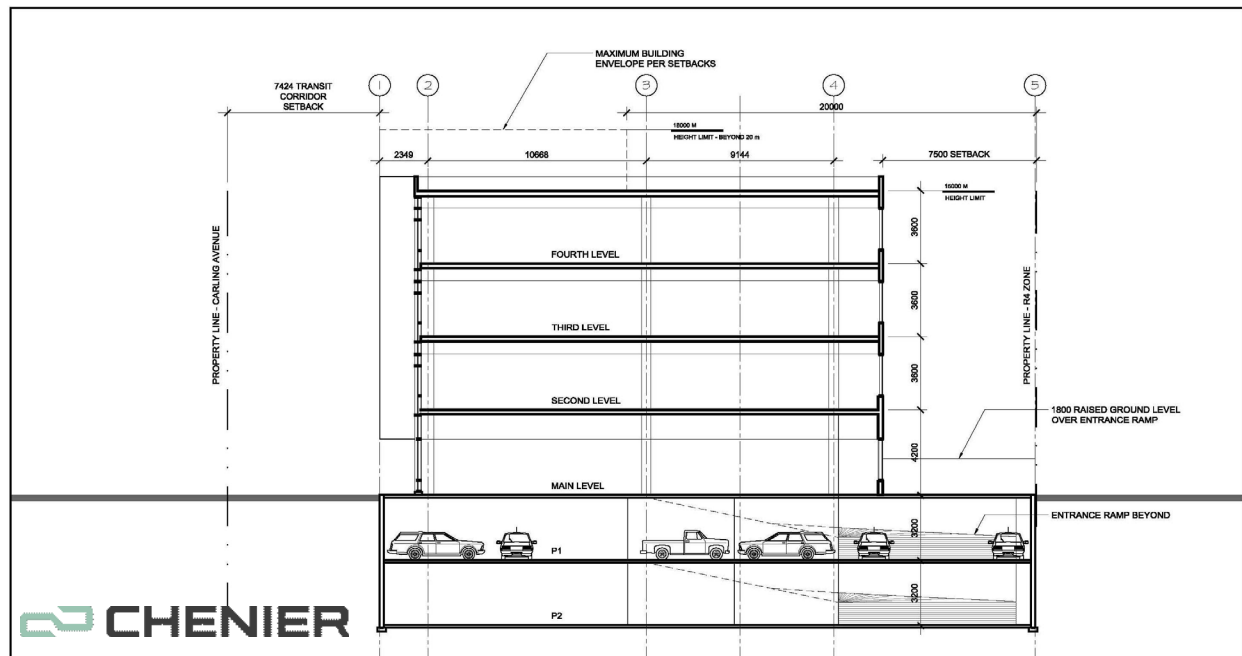 MAXIMUM BUILDING
ENVELOPE PER SETBACKS
7424 TRANSIT
CORRIDOR
SETBACK
1
2
3
4
5
20000
18000 M
HEIGHT LIMIT - BEYOND 20 m
2349
10668
9144
7500 SETBACK
15000 M
HEIGHT LIMIT
3600
FOURTH LEVEL
3600
THIRD LEVEL
3600
SECOND LEVEL
4200
MAIN LEVEL
PROPERTY LINE - CARLING AVENUE
PROPERTY LINE - R4 ZONE
1800 RAISED GROUND LEVEL
OVER ENTRANCE RAMP
ENTRANCE RAMP BEYOND
P1
3200
P2
3200
CHENIER